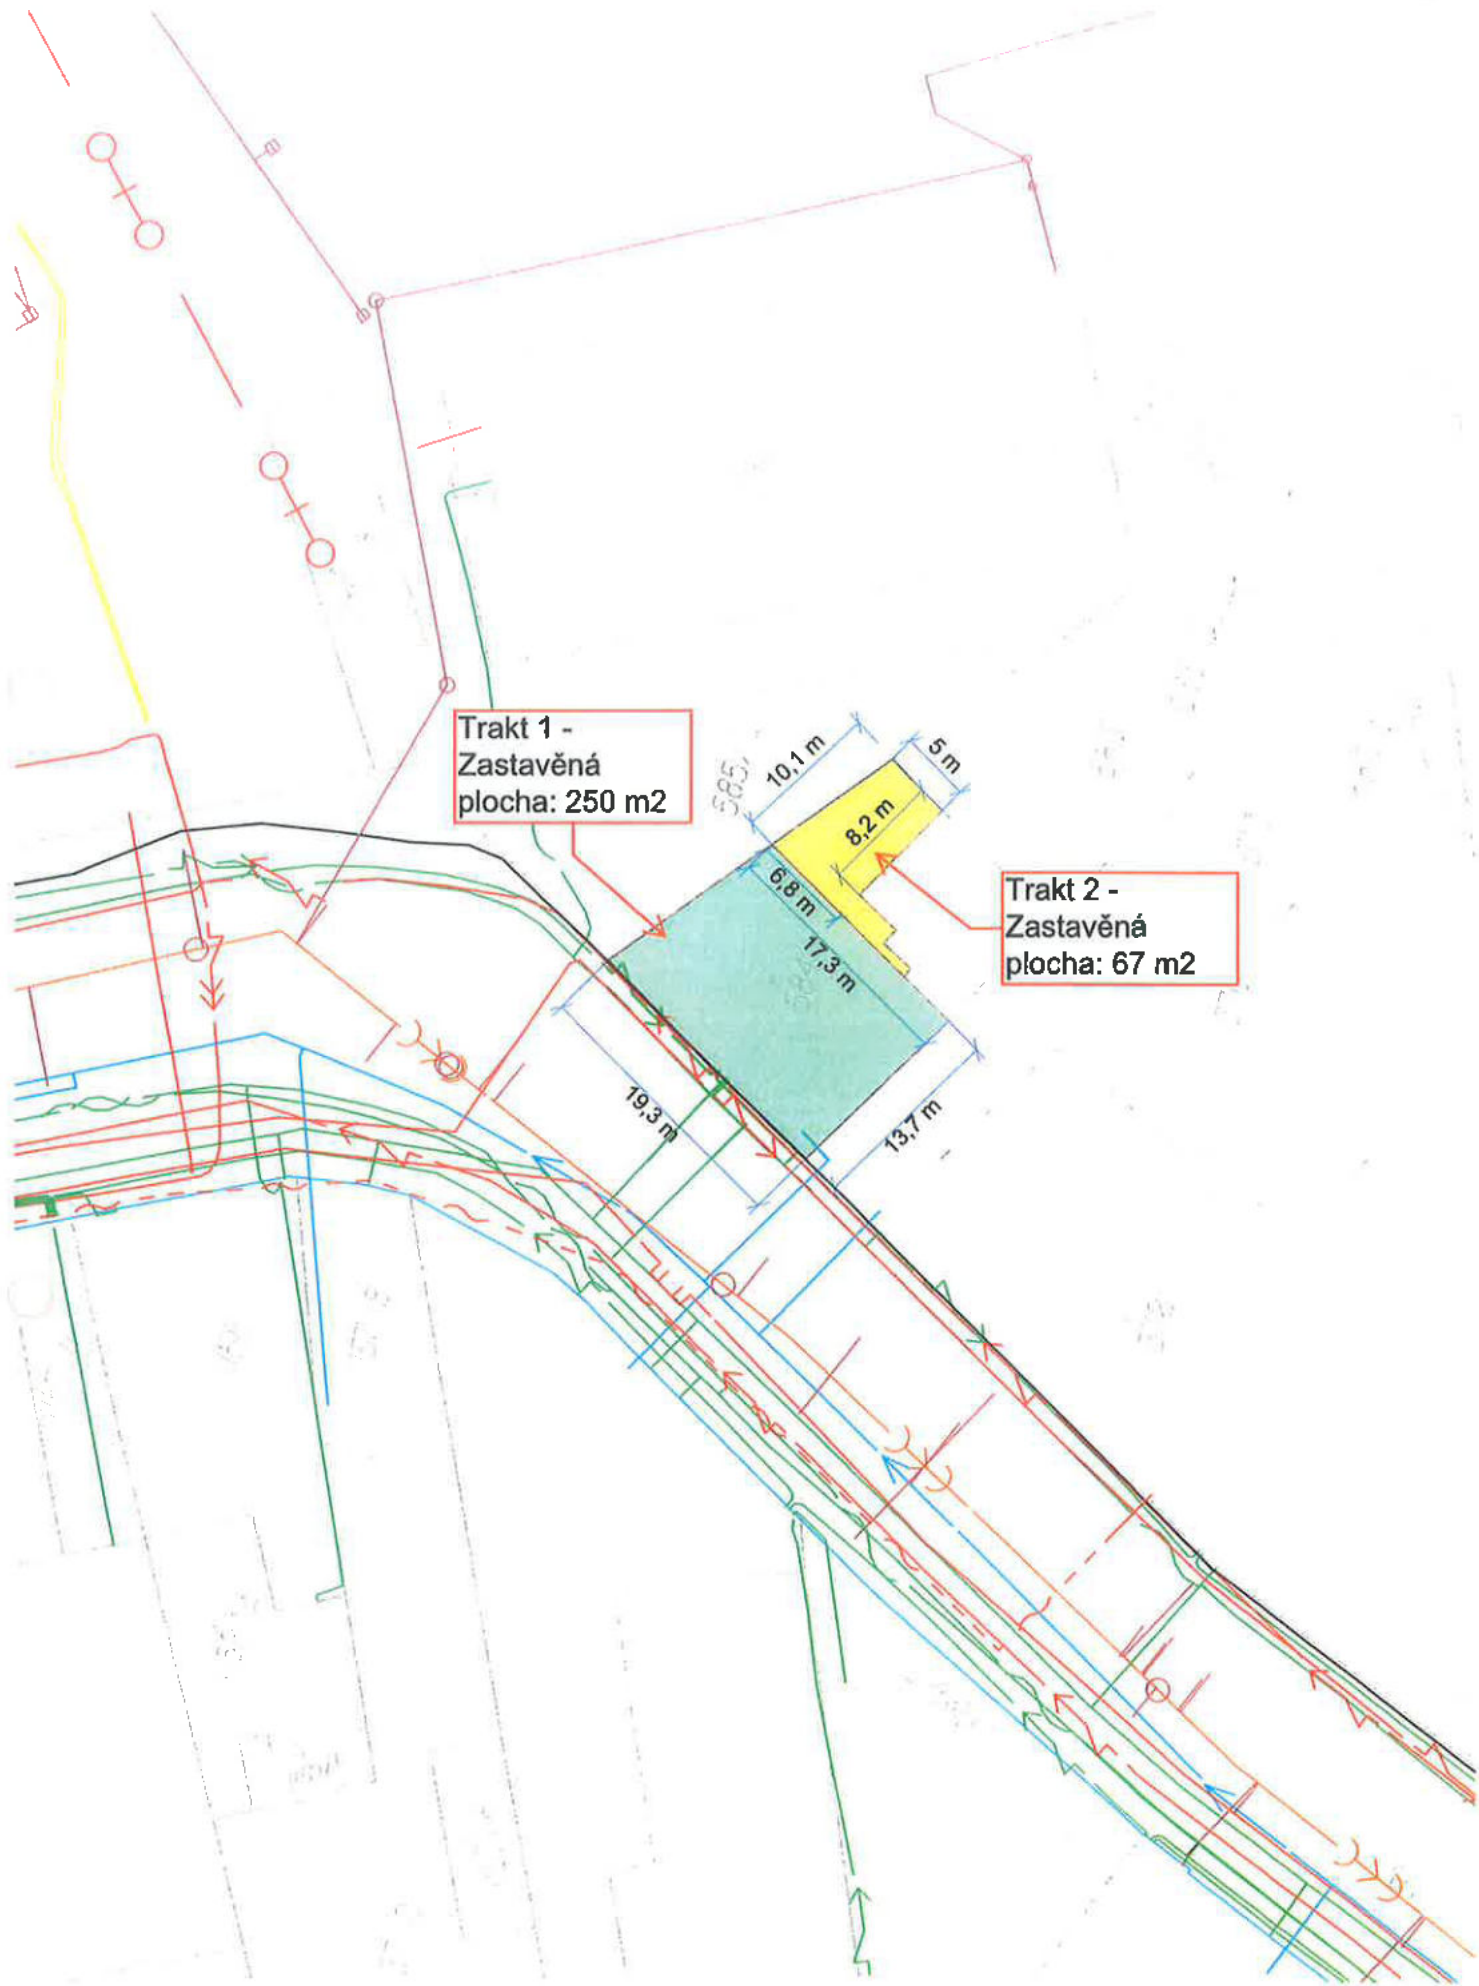 Trakt 1 -
Zastavěná
plocha: 250 m2
585
10,1 m
5 m
8,2 m
6,8 m
17,3 m
Trakt 2 -
Zastavěná
plocha: 67 m2
19,3 m
13,7 m